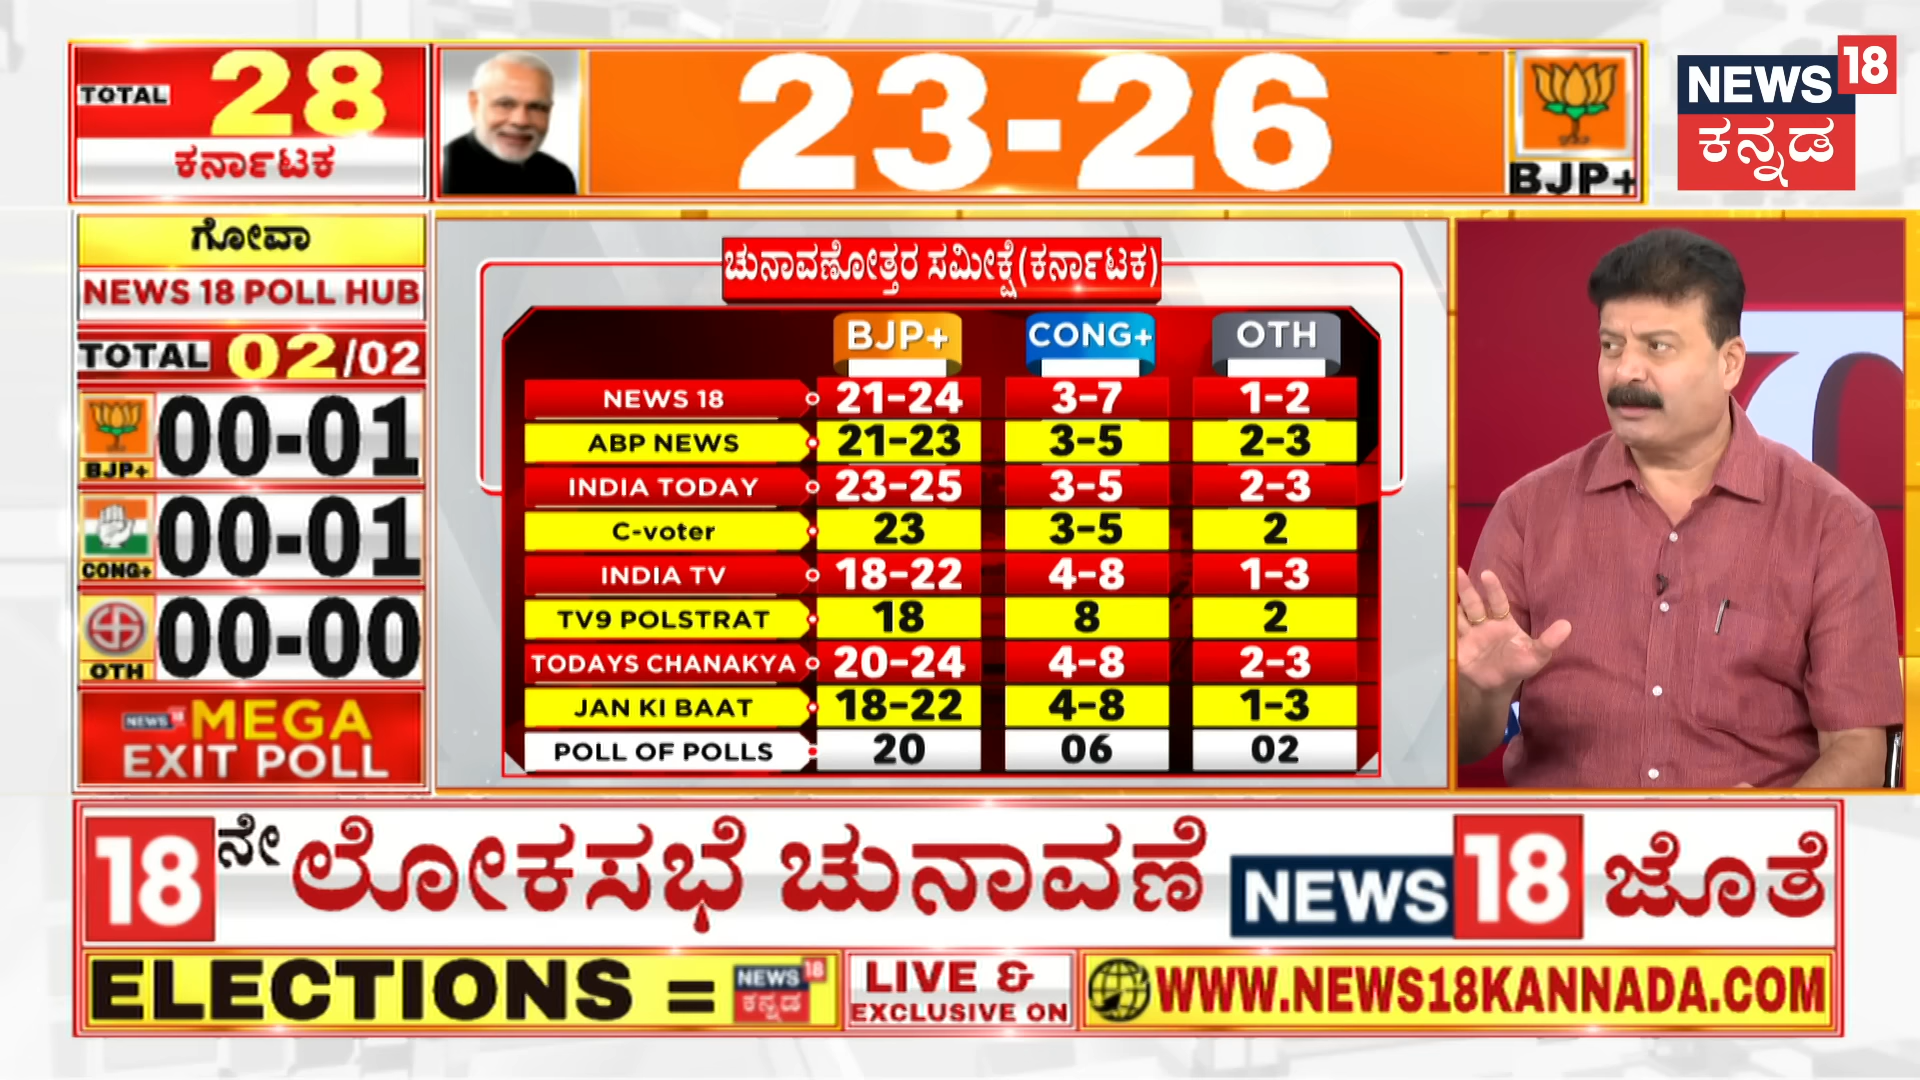 TOTAL 28
ಕರ್ನಾಟಕ
23-26
BJP+
NEWS 18
ಕನ್ನಡ
ಗೋವಾ
NEWS 18 POLL HUB
TOTAL 02/02
BJP+ 00-01
CONG+ 00-01
OTH 00-00
NEWS 18 MEGA
EXIT POLL
ಚುನಾವಣೋತ್ತರ ಸಮೀಕ್ಷೆ(ಕರ್ನಾಟಕ)
BJP+ CONG+ OTH
NEWS 18 21-24 3-7 1-2
ABP NEWS 21-23 3-5 2-3
INDIA TODAY 23-25 3-5 2-3
C-voter 23 3-5 2
INDIA TV 18-22 4-8 1-3
TV9 POLSTRAT 18 8 2
TODAYS CHANAKYA 20-24 4-8 2-3
JAN KI BAAT 18-22 4-8 1-3
POLL OF POLLS 20 06 02
18ನೇ ಲೋಕಸಭೆ ಚುನಾವಣೆ NEWS 18 ಜೊತೆ
ELECTIONS = NEWS 18 ಕನ್ನಡ
LIVE &
EXCLUSIVE ON
WWW.NEWS18KANNADA.COM